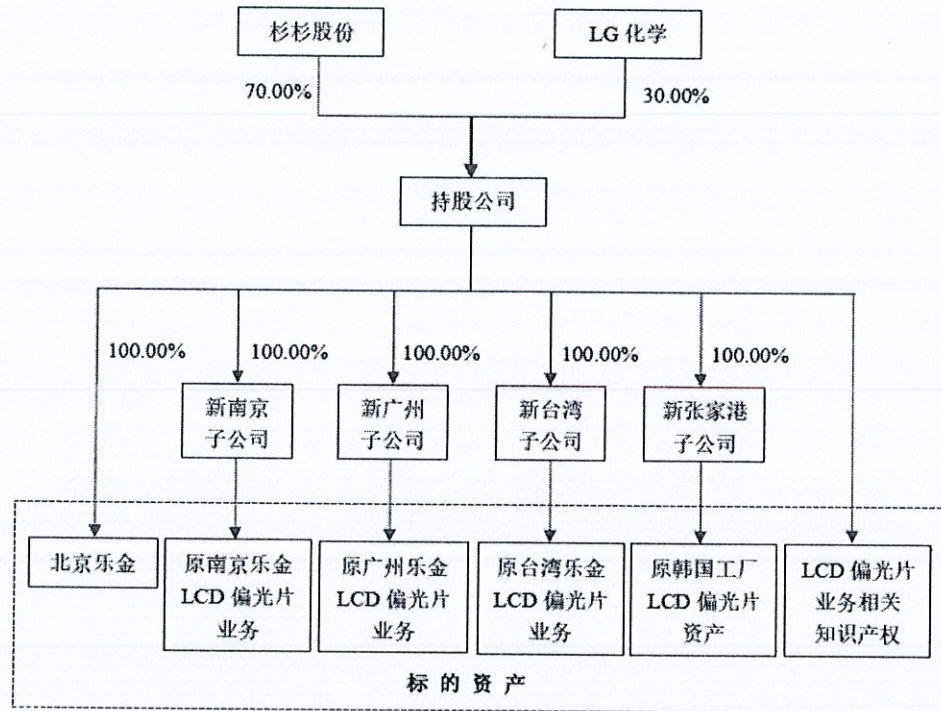 杉杉股份
LG 化学
70.00%
30.00%
持股公司
100.00%
100.00%
100.00%
100.00%
100.00%
新南京
子公司
新广州
子公司
新台湾
子公司
新张家港
子公司
北京乐金
原南京乐金
LCD 偏光片
业务
原广州乐金
LCD 偏光片
业务
原台湾乐金
LCD 偏光片
业务
原韩国工厂
LCD 偏光片
资产
LCD 偏光片
业务相关
知识产权
标的资产